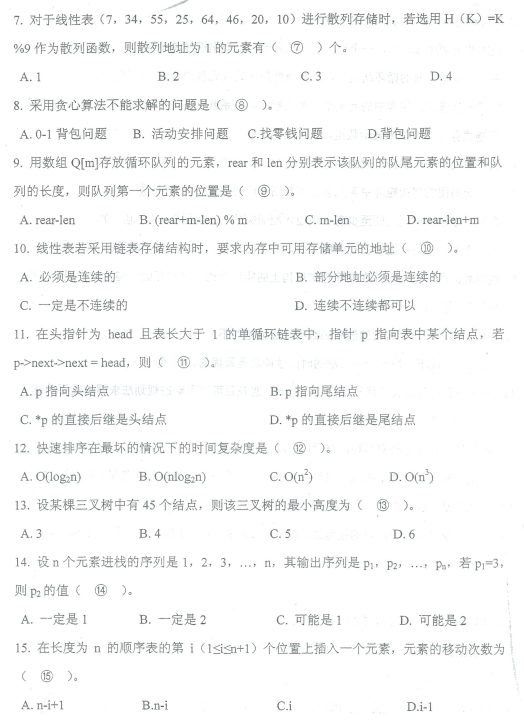 7. 对于线性表（7，34，55，25，64，46，20，10）进行散列存储时，若选用 H（K）=K
%9 作为散列函数，则散列地址为 1 的元素有（ ⑦ ）个。
A. 1 B. 2 C. 3 D. 4
8. 采用贪心算法不能求解的问题是（ ⑧ ）。
A. 0-1 背包问题 B. 活动安排问题 C.找零钱问题 D.背包问题
9. 用数组 Q[m]存放循环队列的元素，rear 和 len 分别表示该队列的队尾元素的位置和队
列的长度，则队列第一个元素的位置是（ ⑨ ）。
A. rear-len B. (rear+m-len) % m C. m-len D. rear-len+m
10. 线性表若采用链表存储结构时，要求内存中可用存储单元的地址（ ⑩ ）。
A. 必须是连续的 B. 部分地址必须是连续的
C. 一定是不连续的 D. 连续不连续都可以
11. 在头指针为 head 且表长大于 1 的单循环链表中，指针 p 指向表中某个结点，若
p->next->next = head，则（ ⑪ ）。
A. p 指向头结点 B. p 指向尾结点
C. *p 的直接后继是头结点 D. *p 的直接后继是尾结点
12. 快速排序在最坏的情况下的时间复杂度是（ ⑫ ）。
A. O(log₂n) B. O(nlog₂n) C. O(n²) D. O(n³)
13. 设某棵三叉树中有 45 个结点，则该三叉树的最小高度为（ ⑬ ）。
A. 3 B. 4 C. 5 D. 6
14. 设 n 个元素进栈的序列是 1，2，3，…，n，其输出序列是 p₁，p₂，…，pₙ，若 p₁=3，
则 p₂ 的值（ ⑭ ）。
A. 一定是 1 B. 一定是 2 C. 可能是 1 D. 可能是 2
15. 在长度为 n 的顺序表的第 i（1≤i≤n+1）个位置上插入一个元素，元素的移动次数为
（ ⑮ ）。
A. n-i+1 B.n-i C.i D.i-1